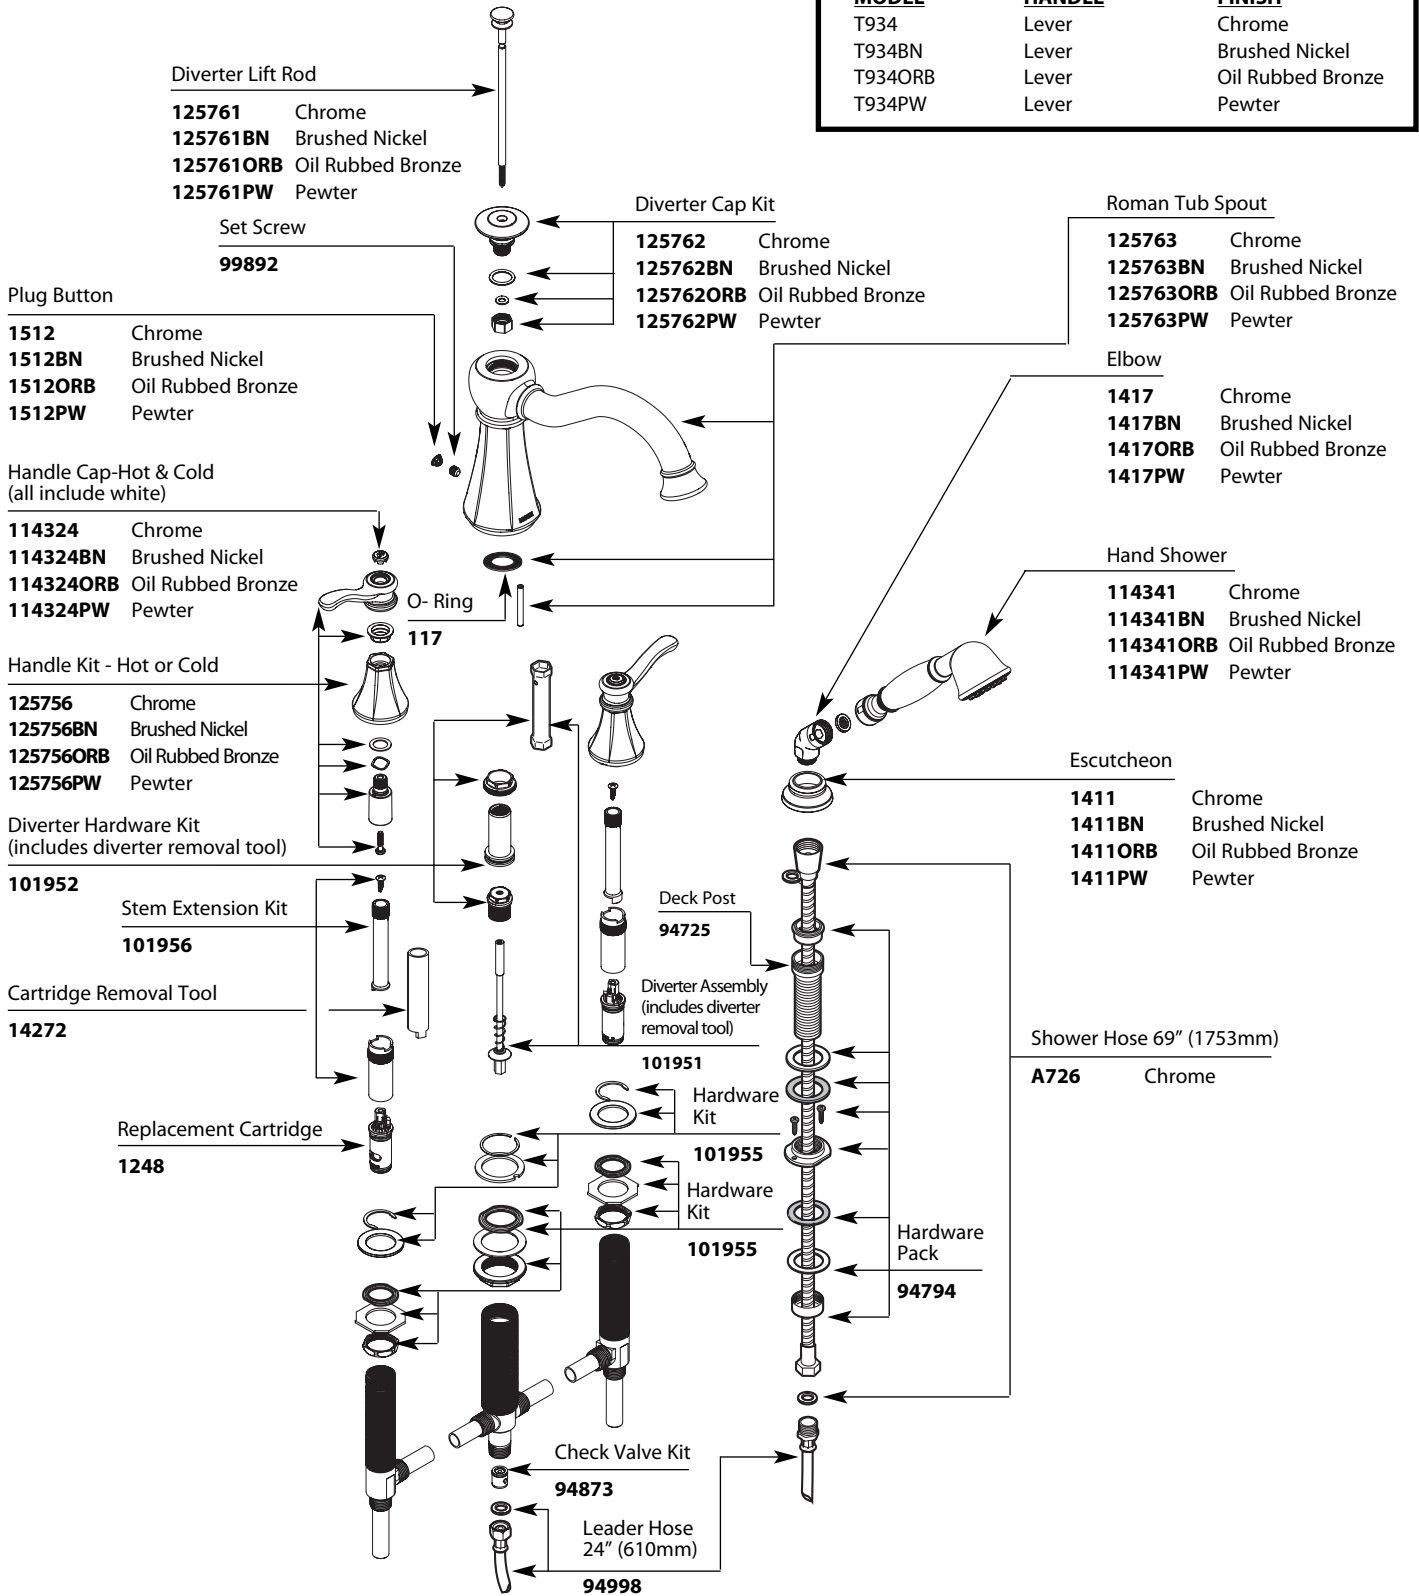 MODEL HANDLE FINISH
T934 Lever Chrome
T934BN Lever Brushed Nickel
T934ORB Lever Oil Rubbed Bronze
T934PW Lever Pewter
Diverter Lift Rod
125761 Chrome
125761BN Brushed Nickel
125761ORB Oil Rubbed Bronze
125761PW Pewter
Set Screw
99892
Plug Button
1512 Chrome
1512BN Brushed Nickel
1512ORB Oil Rubbed Bronze
1512PW Pewter
Diverter Cap Kit
125762 Chrome
125762BN Brushed Nickel
125762ORB Oil Rubbed Bronze
125762PW Pewter
Roman Tub Spout
125763 Chrome
125763BN Brushed Nickel
125763ORB Oil Rubbed Bronze
125763PW Pewter
Elbow
1417 Chrome
1417BN Brushed Nickel
1417ORB Oil Rubbed Bronze
1417PW Pewter
Handle Cap-Hot & Cold
(all include white)
114324 Chrome
114324BN Brushed Nickel
114324ORB Oil Rubbed Bronze
114324PW Pewter
O- Ring
117
Hand Shower
114341 Chrome
114341BN Brushed Nickel
114341ORB Oil Rubbed Bronze
114341PW Pewter
Handle Kit - Hot or Cold
125756 Chrome
125756BN Brushed Nickel
125756ORB Oil Rubbed Bronze
125756PW Pewter
Escutcheon
1411 Chrome
1411BN Brushed Nickel
1411ORB Oil Rubbed Bronze
1411PW Pewter
Diverter Hardware Kit
(includes diverter removal tool)
101952
Stem Extension Kit
101956
Deck Post
94725
Cartridge Removal Tool
14272
Diverter Assembly
(includes diverter
removal tool)
101951
Shower Hose 69” (1753mm)
A726 Chrome
Replacement Cartridge
1248
Hardware
Kit
101955
Hardware
Kit
101955
Hardware
Pack
94794
Check Valve Kit
94873
Leader Hose
24” (610mm)
94998